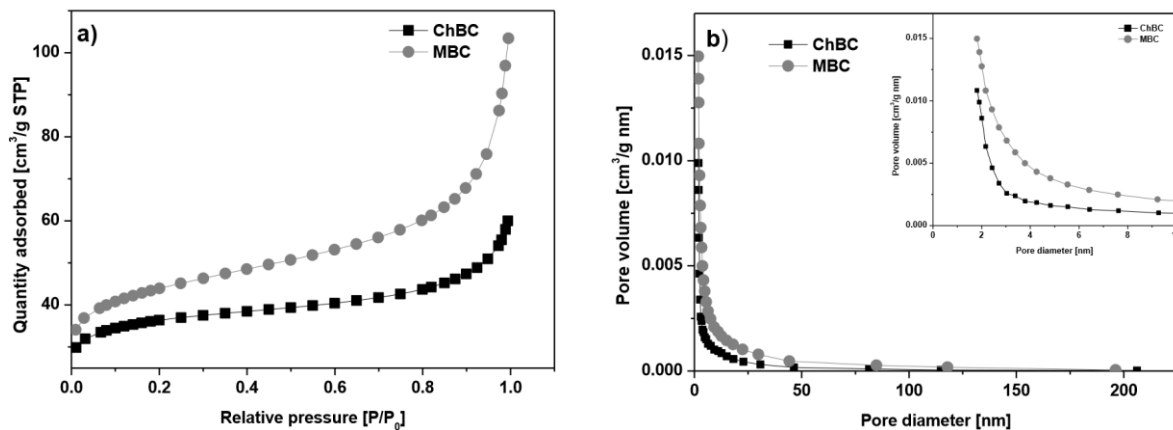 a)
ChBC
MBC
Quantity adsorbed [cm³/g STP]
100
80
60
40
0.0 0.2 0.4 0.6 0.8 1.0
Relative pressure [P/P₀]
b)
ChBC
MBC
Pore volume [cm³/g nm]
0.015
0.010
0.005
0.000
0 50 100 150 200
Pore diameter [nm]
ChBC
MBC
Pore volume [cm³/g nm]
0.015
0.010
0.005
0.000
0 2 4 6 8
Pore diameter [nm]